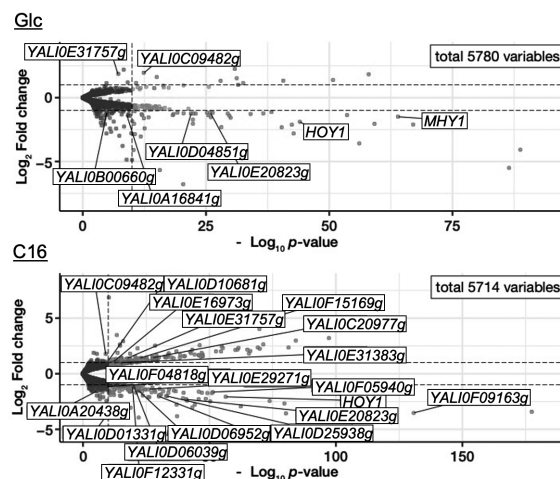 Glc
YALI0E31757g
YALI0C09482g
total 5780 variables
0
−5
Log2 Fold change
MHY1
HOY1
YALI0D04851g
YALI0E20823g
YALI0B00660g
YALI0A16841g
0 25 50 75
- Log10 p-value
C16
YALI0C09482g YALI0D10681g
total 5714 variables
YALI0E16973g YALI0F15169g
YALI0E31757g
YALI0C20977g
YALI0E31383g
5
0
−5
Log2 Fold change
YALI0F04818g YALI0E29271g
YALI0F05940g
YALI0F09163g
HOY1
YALI0A20438g
YALI0E20823g
YALI0D01331g YALI0D06952g YALI0D25938g
0 100 150
YALI0D06039g
YALI0F12331g
- Log10 p-value